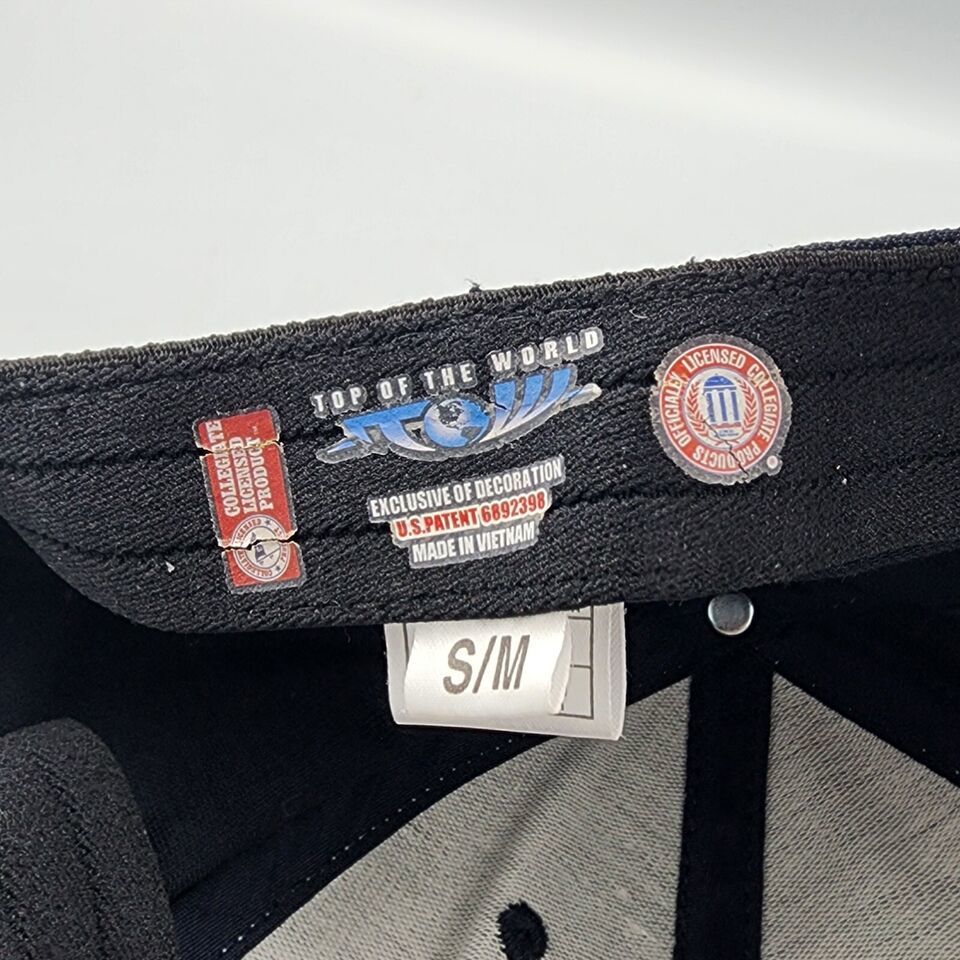 TOP OF THE WORLD
TOW
EXCLUSIVE OF DECORATION
U.S.PATENT 6892398
MADE IN VIETNAM
COLLEGIATE
LICENSED
PRODUCT
OFFICIALLY LICENSED COLLEGIATE PRODUCTS
S/M